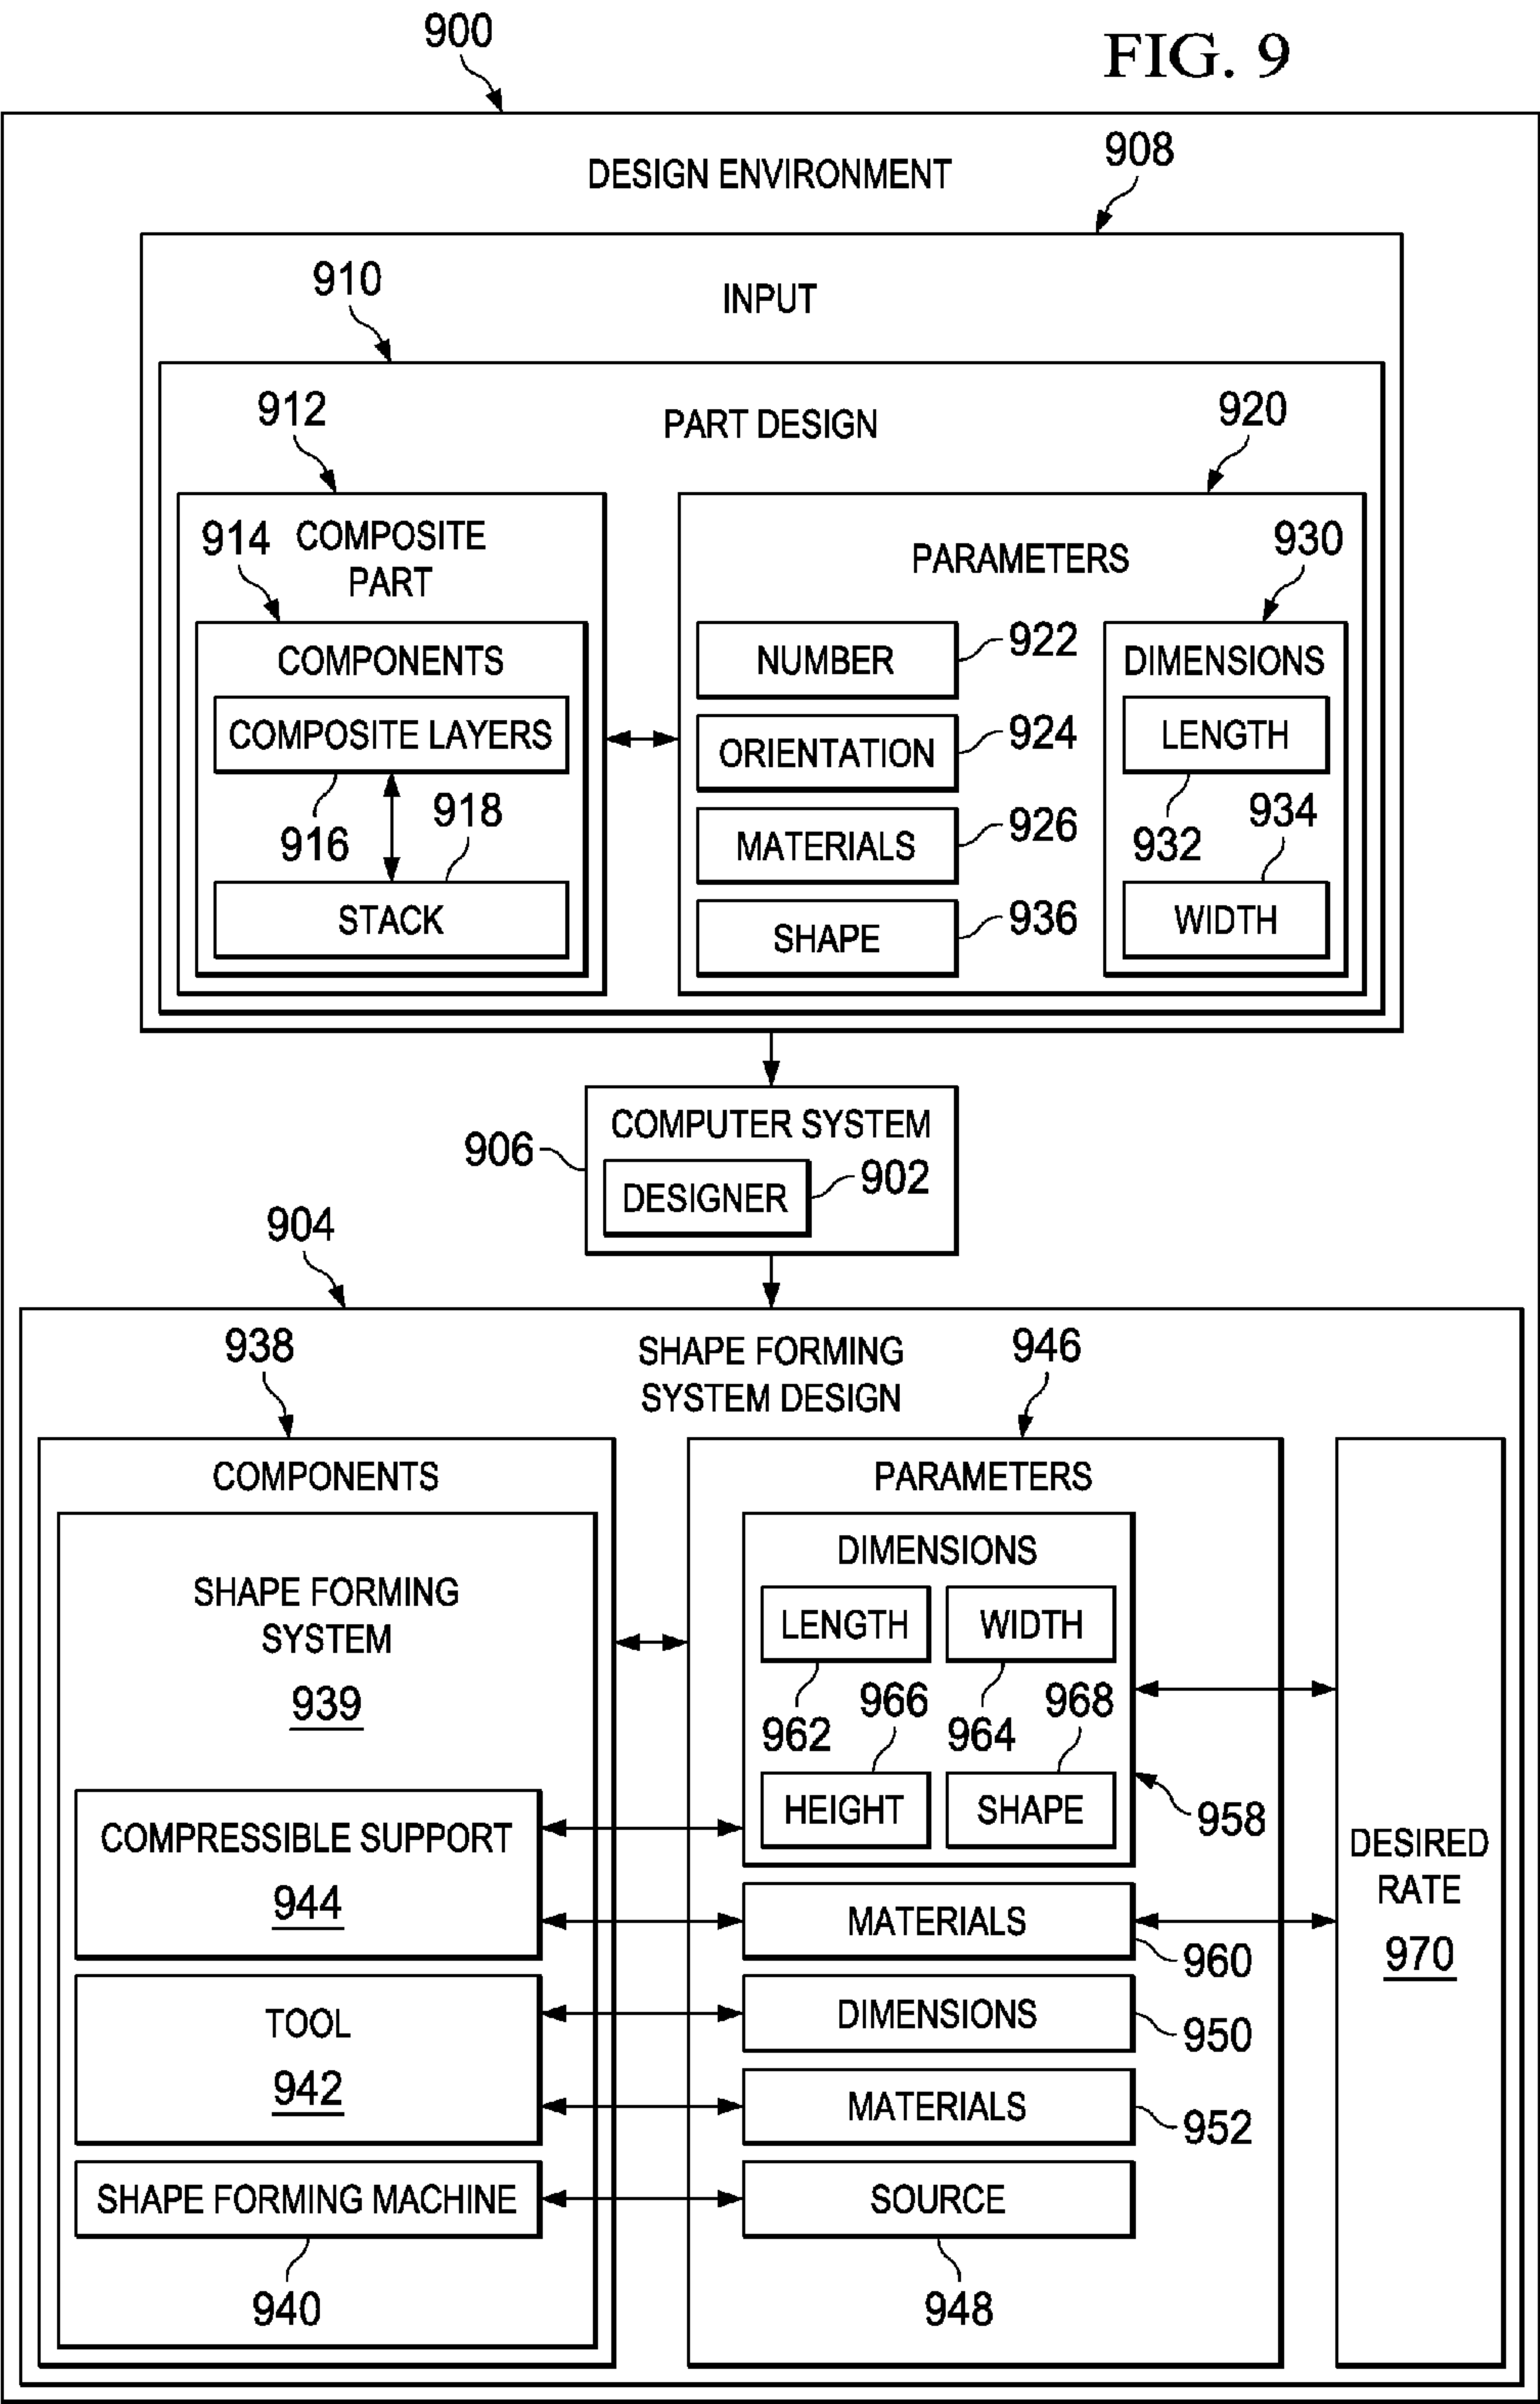 900
FIG. 9
DESIGN ENVIRONMENT
908
INPUT
910
PART DESIGN
912
920
914
COMPOSITE
PART
PARAMETERS
930
COMPONENTS
COMPOSITE LAYERS
916
918
STACK
NUMBER
922
ORIENTATION
924
MATERIALS
926
SHAPE
936
DIMENSIONS
LENGTH
932
934
WIDTH
COMPUTER SYSTEM
906
DESIGNER
902
904
SHAPE FORMING
SYSTEM DESIGN
938
946
COMPONENTS
SHAPE FORMING
SYSTEM
939
COMPRESSIBLE SUPPORT
944
TOOL
942
SHAPE FORMING MACHINE
940
PARAMETERS
DIMENSIONS
LENGTH
WIDTH
962
966
964
968
HEIGHT
SHAPE
958
MATERIALS
960
DIMENSIONS
950
MATERIALS
952
SOURCE
948
DESIRED
RATE
970